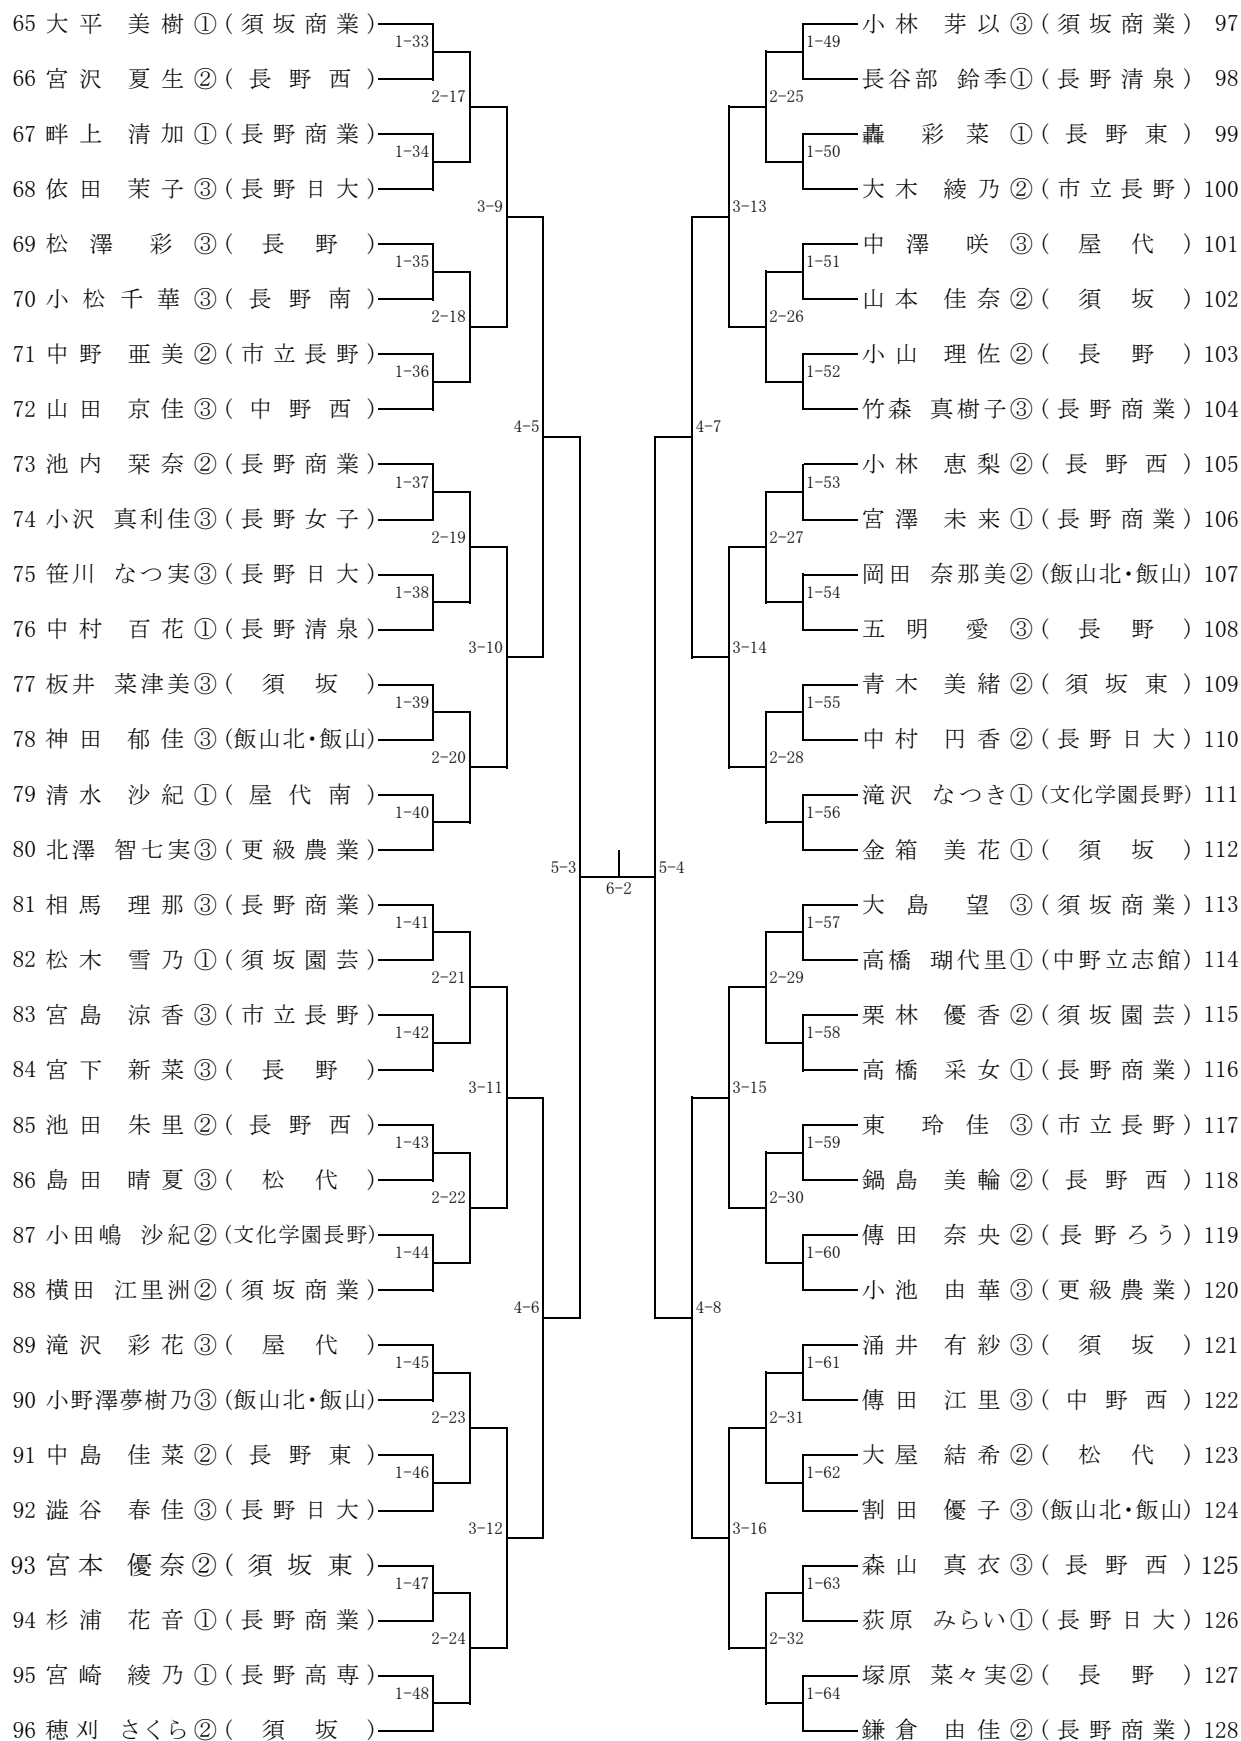 65 大平 美樹 ① (須坂商業)
1-33
66 宮沢 夏生 ② (長野西)
2-17
67 畔上 清加 ① (長野商業)
1-34
68 依田 茉子 ③ (長野日大)
3-9
69 松澤 彩 ③ (長野)
1-35
70 小松千華 ③ (長野南)
2-18
71 中野 亜美 ② (市立長野)
1-36
72 山田 京佳 ③ (中野西)
4-5
73 池内 栞奈 ② (長野商業)
1-37
74 小沢 真利佳 ③ (長野女子)
2-19
75 笹川 なつ実 ③ (長野日大)
1-38
76 中村 百花 ① (長野清泉)
3-10
77 板井 菜津美 ③ (須坂)
1-39
78 神田 郁佳 ③ (飯山北・飯山)
2-20
79 清水 沙紀 ① (屋代南)
1-40
80 北澤 智七実 ③ (更級農業)
5-3
81 相馬 理那 ③ (長野商業)
1-41
82 松木 雪乃 ① (須坂園芸)
2-21
83 宮島 涼香 ③ (市立長野)
1-42
84 宮下 新菜 ③ (長野)
3-11
85 池田 朱里 ② (長野西)
1-43
86 島田 晴夏 ③ (松代)
2-22
87 小田嶋 沙紀 ② (文化学園長野)
1-44
88 横田 江里洲 ② (須坂商業)
4-6
89 滝沢 彩花 ③ (屋代)
1-45
90 小野澤夢樹乃 ③ (飯山北・飯山)
2-23
91 中島 佳菜 ② (長野東)
1-46
92 澁谷 春佳 ③ (長野日大)
3-12
93 宮本 優奈 ② (須坂東)
1-47
94 杉浦 花音 ① (長野商業)
2-24
95 宮崎 綾乃 ① (長野高専)
1-48
96 穂刈 さくら ② (須坂)
6-2
小林 芽以 ③ (須坂商業) 97
1-49
長谷部 鈴季 ① (長野清泉) 98
2-25
轟 彩菜 ① (長野東) 99
1-50
大木 綾乃 ② (市立長野) 100
3-13
中澤 咲 ③ (屋代) 101
1-51
山本 佳奈 ② (須坂) 102
2-26
小山 理佐 ② (長野) 103
1-52
竹森 真樹子 ③ (長野商業) 104
4-7
小林 恵梨 ② (長野西) 105
1-53
宮澤 未来 ① (長野商業) 106
2-27
岡田 奈那美 ② (飯山北・飯山) 107
1-54
五明 愛 ③ (長野) 108
3-14
青木 美緒 ② (須坂東) 109
1-55
中村 円香 ② (長野日大) 110
2-28
滝沢 なつき ① (文化学園長野) 111
1-56
金箱 美花 ① (須坂) 112
5-4
大島 望 ③ (須坂商業) 113
1-57
高橋 瑚代里 ① (中野立志館) 114
2-29
栗林 優香 ② (須坂園芸) 115
1-58
高橋 采女 ① (長野商業) 116
3-15
東 玲佳 ③ (市立長野) 117
1-59
鍋島 美輪 ② (長野西) 118
2-30
傳田 奈央 ② (長野ろう) 119
1-60
小池 由華 ③ (更級農業) 120
4-8
涌井 有紗 ③ (須坂) 121
1-61
傳田 江里 ③ (中野西) 122
2-31
大屋 結希 ② (松代) 123
1-62
割田 優子 ③ (飯山北・飯山) 124
3-16
森山 真衣 ③ (長野西) 125
1-63
荻原 みらい ① (長野日大) 126
2-32
塚原 菜々実 ② (長野) 127
1-64
鎌倉 由佳 ② (長野商業) 128